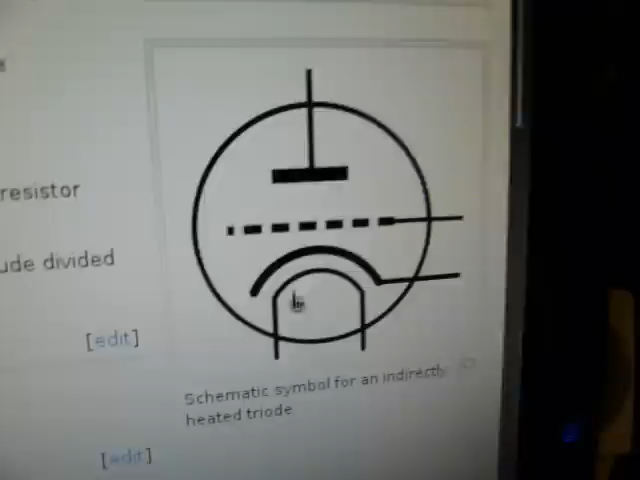 resistor
ude divided
[edit]
Schematic symbol for an indirectly
heated triode
[edit]